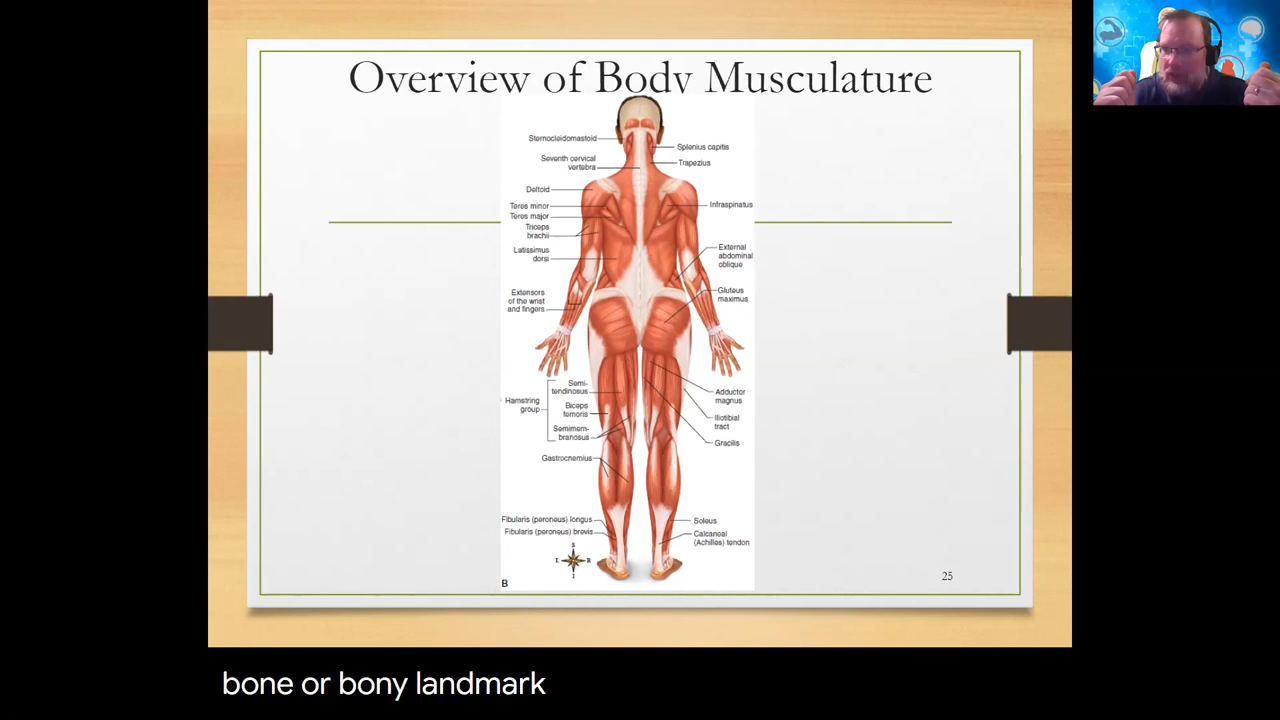 Overview of Body Musculature
Sternocleidomastoid
Seventh cervical
vertebra
Deltoid
Teres minor
Teres major
Triceps
brachii
Latissimus
dorsi
Extensors
of the wrist
and fingers
Hamstring
group
Semi-
tendinosus
Biceps
femoris
Semimem-
branosus
Gastrocnemius
Fibularis (peroneus) longus
Fibularis (peroneus) brevis
S
L R
I
B
Splenius capitis
Trapezius
Infraspinatus
External
abdominal
oblique
Gluteus
maximus
Adductor
magnus
Iliotibial
tract
Gracilis
Soleus
Calcaneal
(Achilles) tendon
25
bone or bony landmark